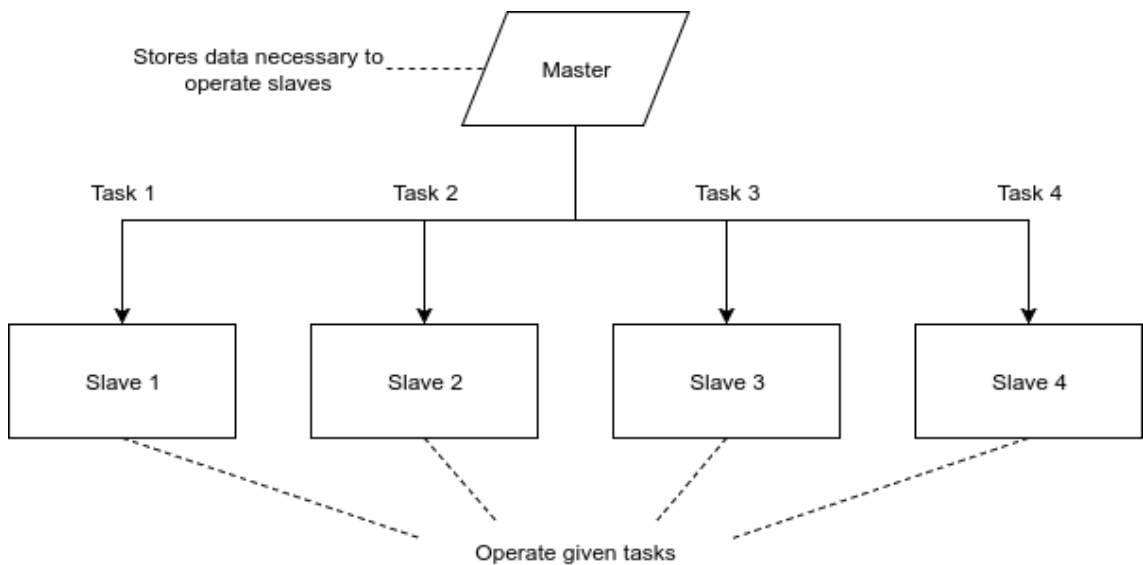 Stores data necessary to
operate slaves
Master
Task 1
Task 2
Task 3
Task 4
Slave 1
Slave 2
Slave 3
Slave 4
Operate given tasks